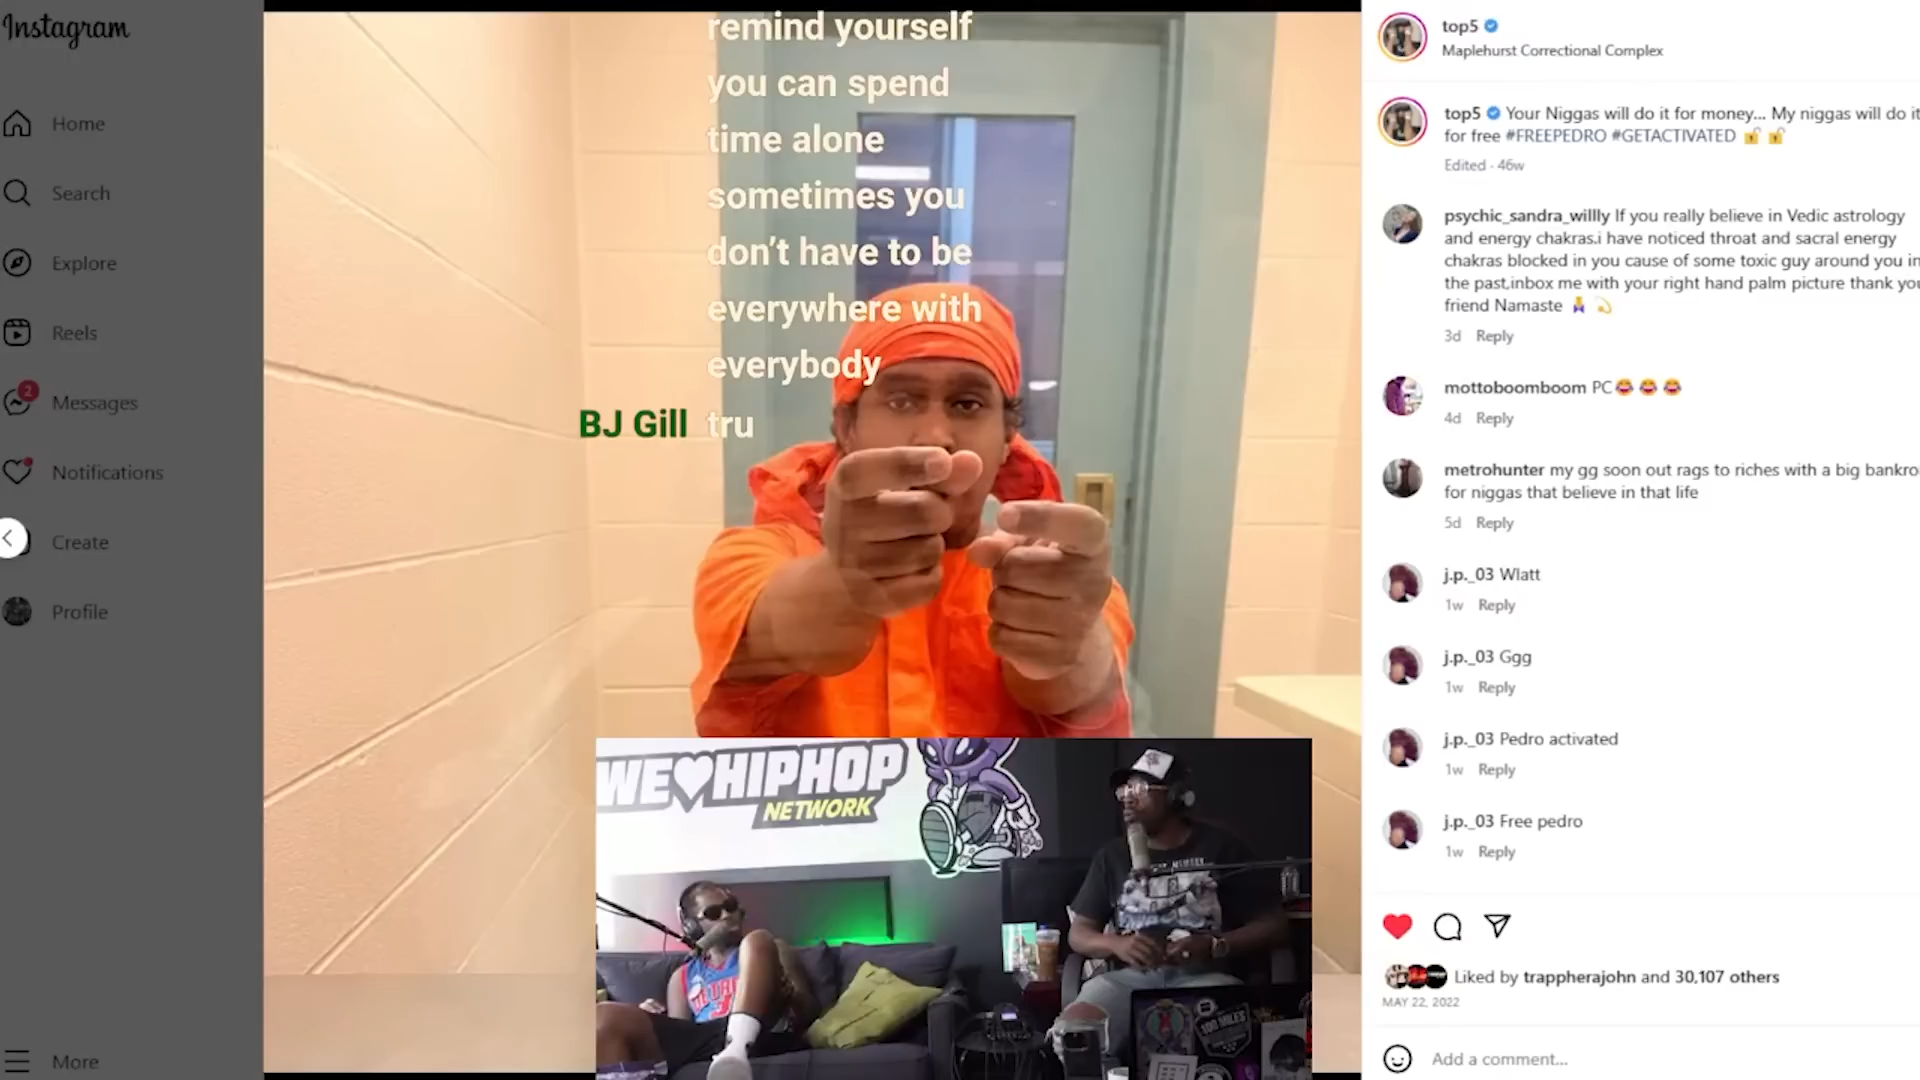 Instagram
Home
Search
Explore
Reels
2
Messages
Notifications
Create
Profile
More
remind yourself
you can spend
time alone
sometimes you
don't have to be
everywhere with
everybody
BJ Gill tru
WE HIPHOP
NETWORK
100 MILES
top5
Maplehurst Correctional Complex
top5 Your Niggas will do it for money... My niggas will do it
for free #FREEPEDRO #GETACTIVATED
Edited · 46w
psychic_sandra_willly If you really believe in Vedic astrology
and energy chakras.i have noticed throat and sacral energy
chakras blocked in you cause of some toxic guy around you in
the past,inbox me with your right hand palm picture thank you
friend Namaste
3d Reply
mottoboomboom PC
4d Reply
metrohunter my gg soon out rags to riches with a big bankro
for niggas that believe in that life
5d Reply
j.p._03 Wlatt
1w Reply
j.p._03 Ggg
1w Reply
j.p._03 Pedro activated
1w Reply
j.p._03 Free pedro
1w Reply
Liked by trappherajohn and 30,107 others
MAY 22, 2022
Add a comment...